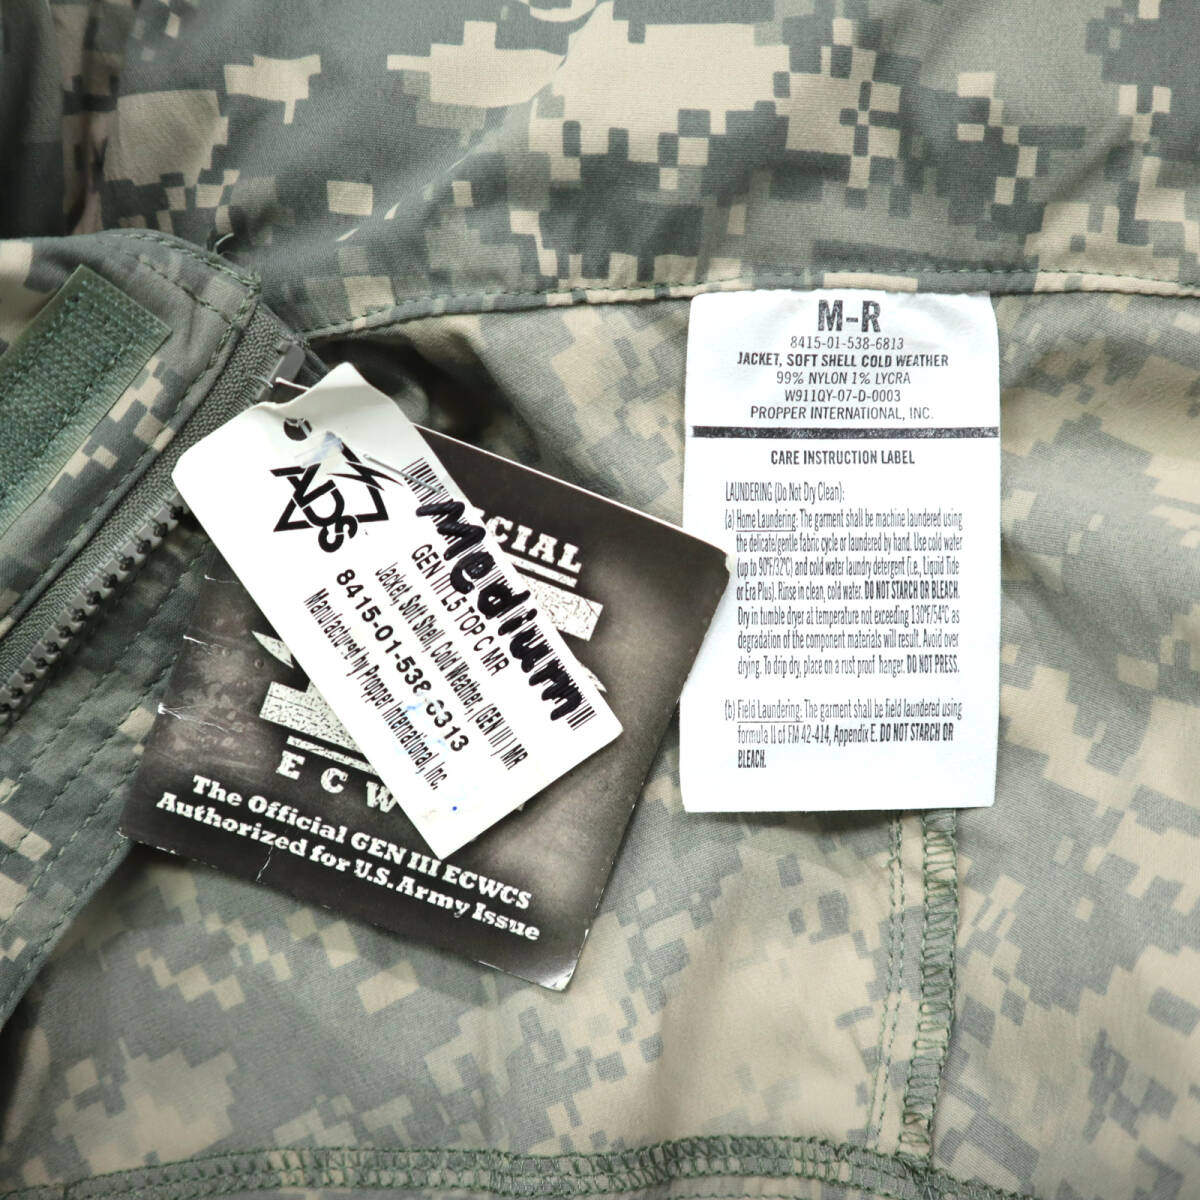 M-R
8415-01-538-6813
JACKET, SOFT SHELL COLD WEATHER
99% NYLON 1% LYCRA
W911QY-07-D-0003
PROPPER INTERNATIONAL, INC.
CARE INSTRUCTION LABEL
LAUNDERING (Do Not Dry Clean):
(a) Home Laundering: The garment shall be machine laundered using
the delicate/gentle fabric cycle or laundered by hand. Use cold water
(up to 90°F/32°C) and cold water laundry detergent (i.e., Liquid Tide
or Era Plus). Rinse in clean, cold water. DO NOT STARCH OR BLEACH.
Dry in tumble dryer at temperature not exceeding 130°F/54°C as
degradation of the component materials will result. Avoid over
drying. To drip dry, place on a rust proof hanger. DO NOT PRESS.
(b) Field Laundering: The garment shall be field laundered using
formula II of FM 42-414, Appendix E. DO NOT STARCH OR
BLEACH.
ADS
Medium
GEN III L5 TOP C MR
Jacket, Soft Shell, Cold Weather, (GEN III) MR
8415-01-538-6313
Manufactured by Propper International, Inc.
CIAL
ECW
The Official GEN III ECWCS
Authorized for U.S. Army Issue